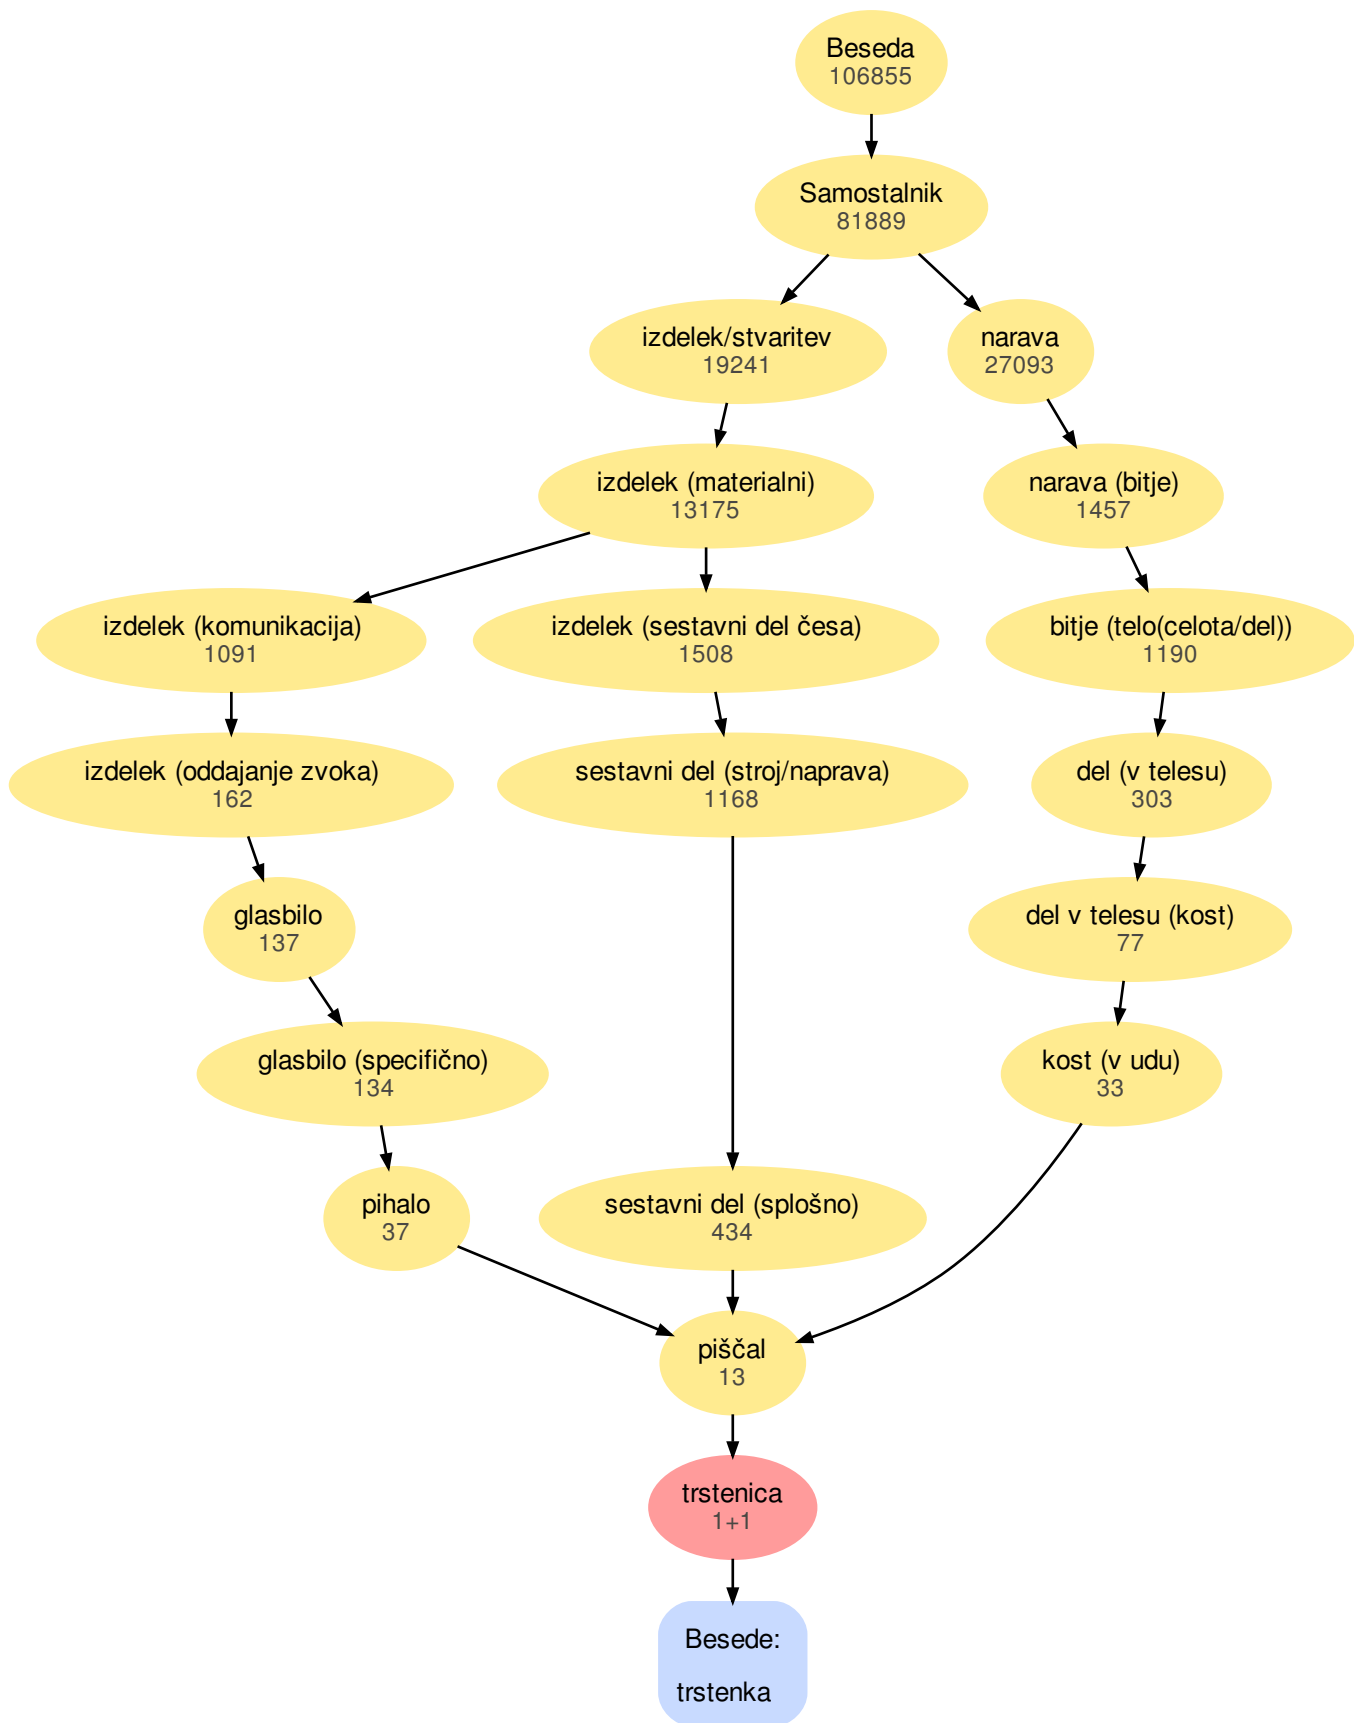 Beseda
106855
Samostalnik
81889
izdelek/stvaritev
19241
narava
27093
izdelek (materialni)
13175
narava (bitje)
1457
izdelek (komunikacija)
1091
izdelek (sestavni del česa)
1508
bitje (telo(celota/del))
1190
izdelek (oddajanje zvoka)
162
sestavni del (stroj/naprava)
1168
del (v telesu)
303
glasbilo
137
del v telesu (kost)
77
glasbilo (specifično)
134
kost (v udu)
33
pihalo
37
sestavni del (splošno)
434
piščal
13
trstenica
1+1
Besede:
trstenka